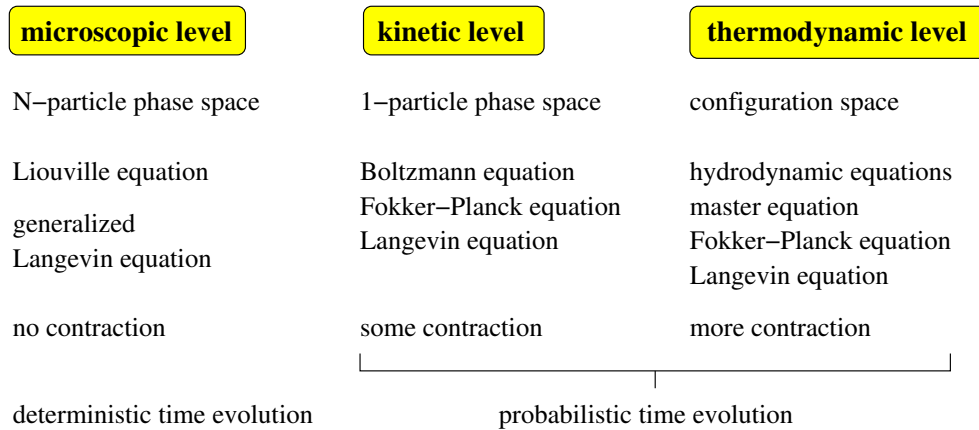 microscopic level
kinetic level
thermodynamic level
N−particle phase space
1−particle phase space
configuration space
Liouville equation
Boltzmann equation
hydrodynamic equations
generalized
Fokker−Planck equation
master equation
Langevin equation
Langevin equation
Fokker−Planck equation
Langevin equation
no contraction
some contraction
more contraction
deterministic time evolution
probabilistic time evolution